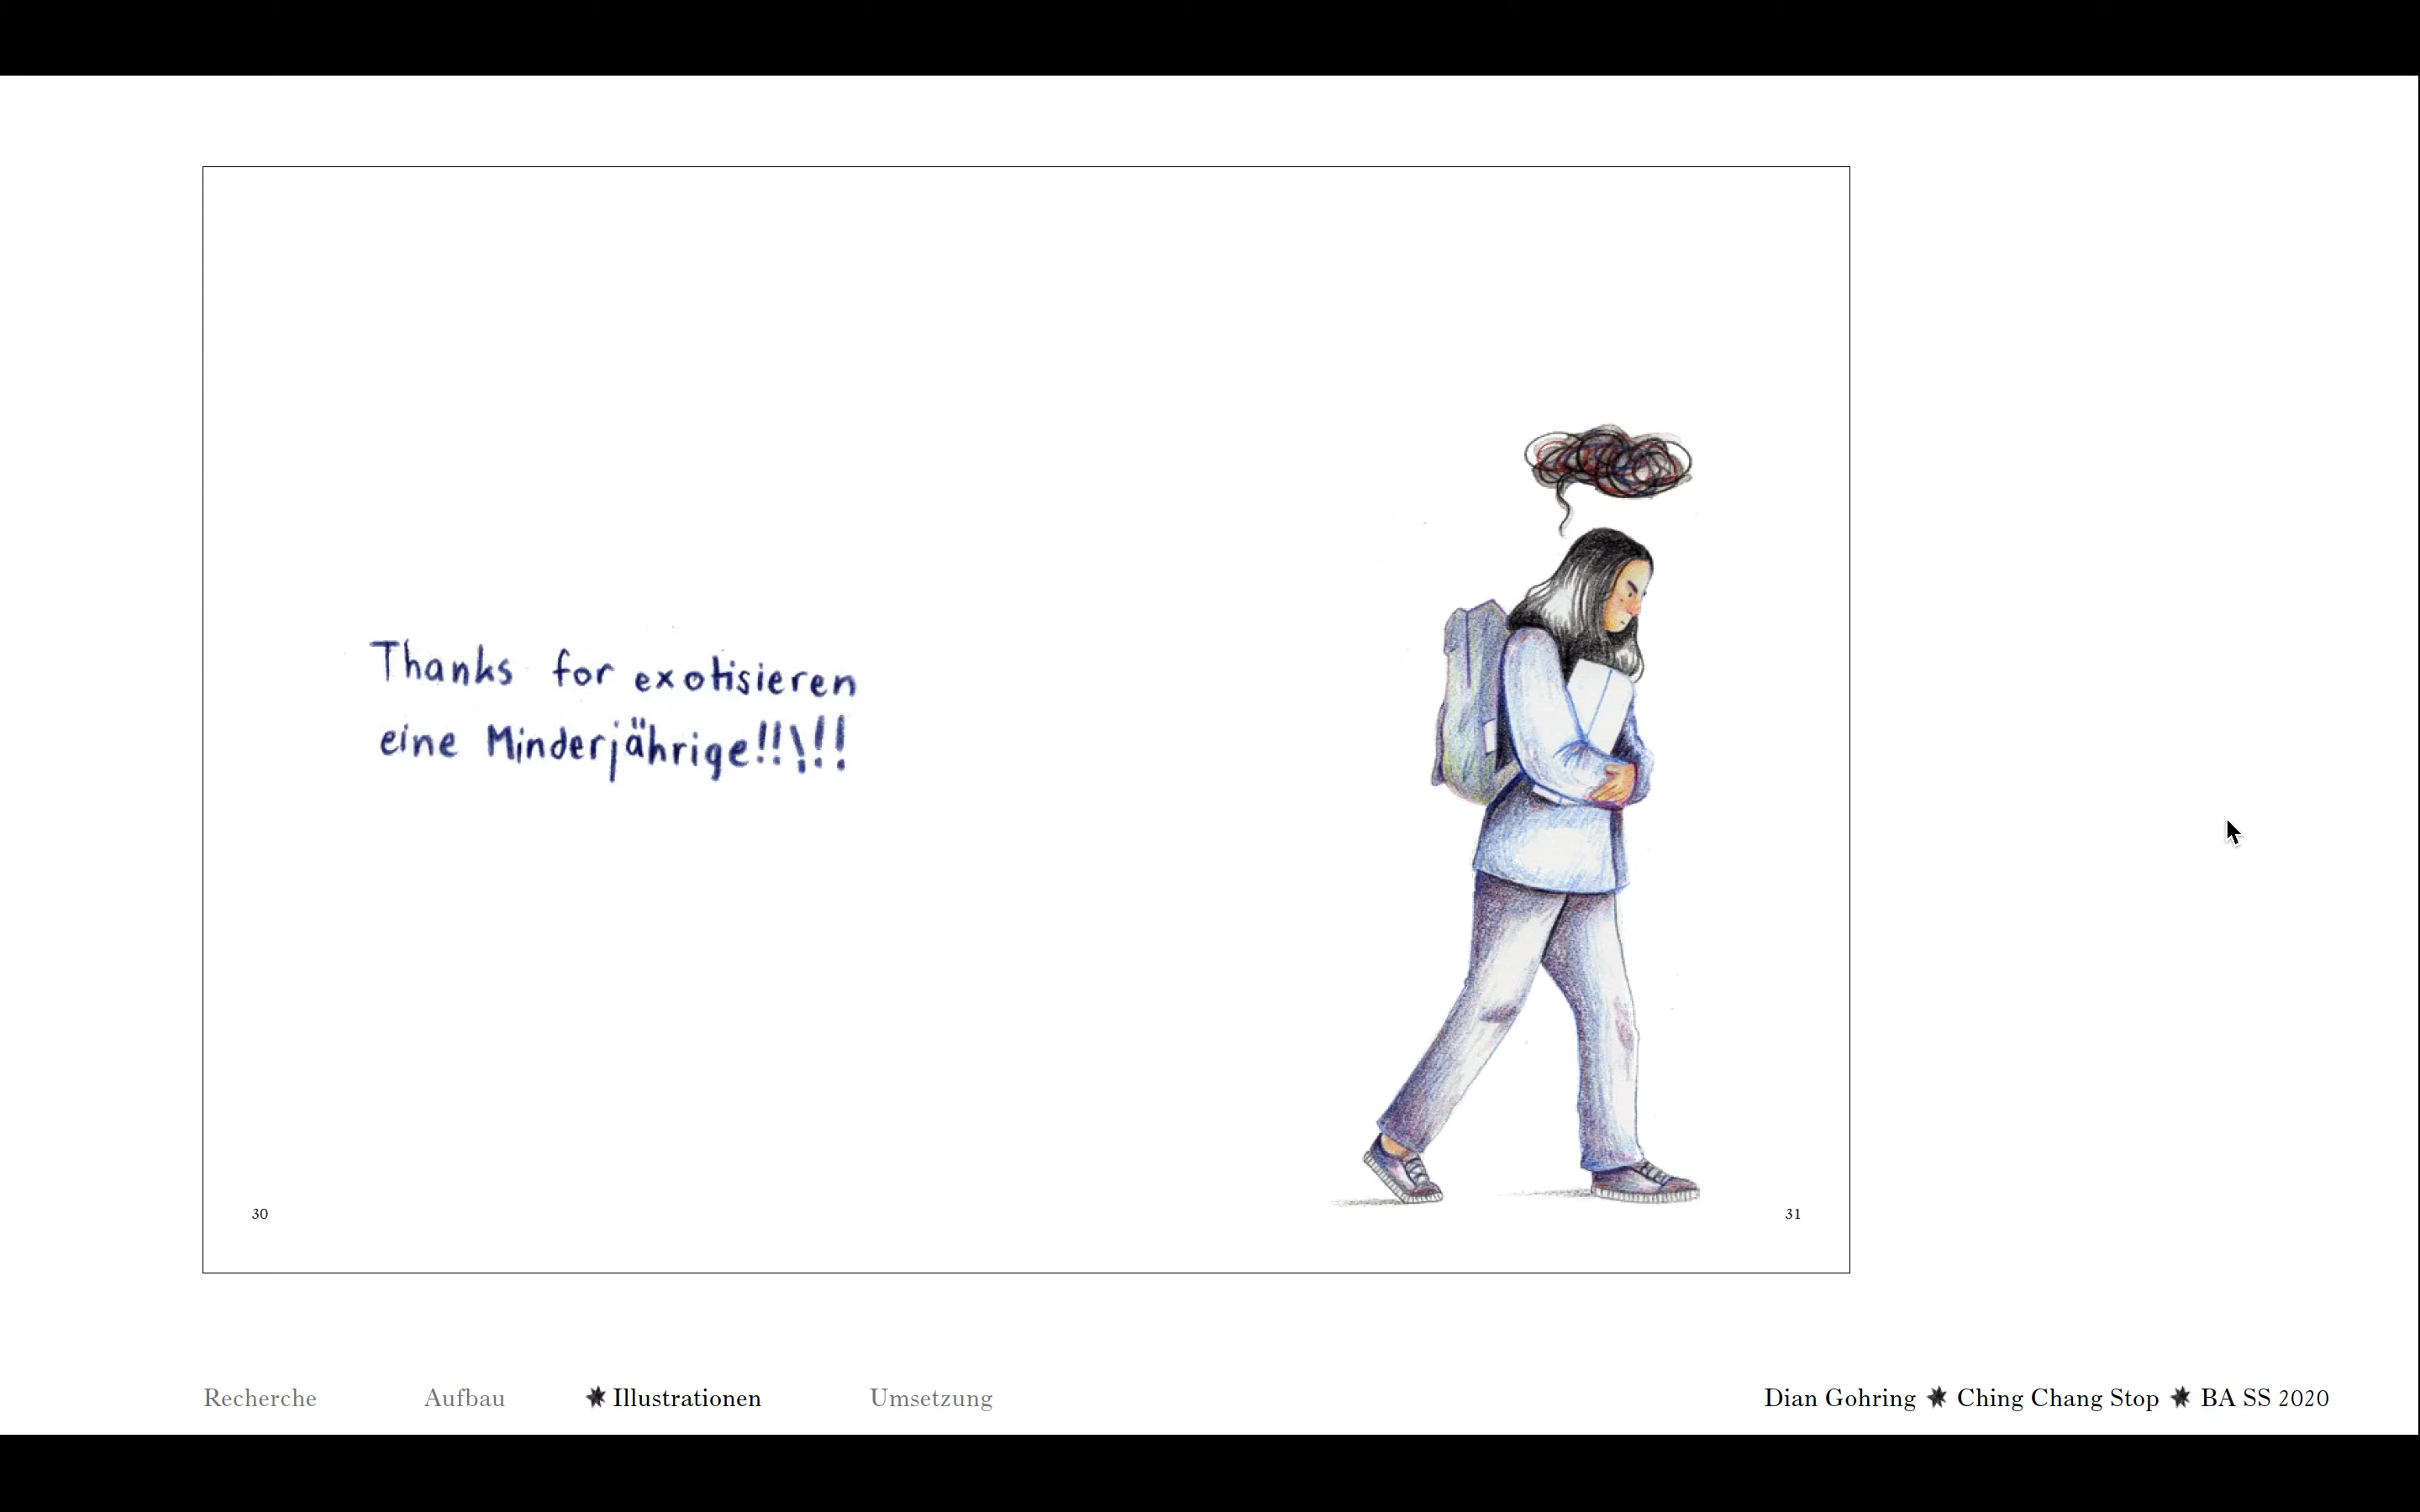 Thanks for exotisieren
eine Minderjährige!!!!!
30
31
Recherche
Aufbau
Illustrationen
Umsetzung
Dian Gohring ✷ Ching Chang Stop ✷ BA SS 2020